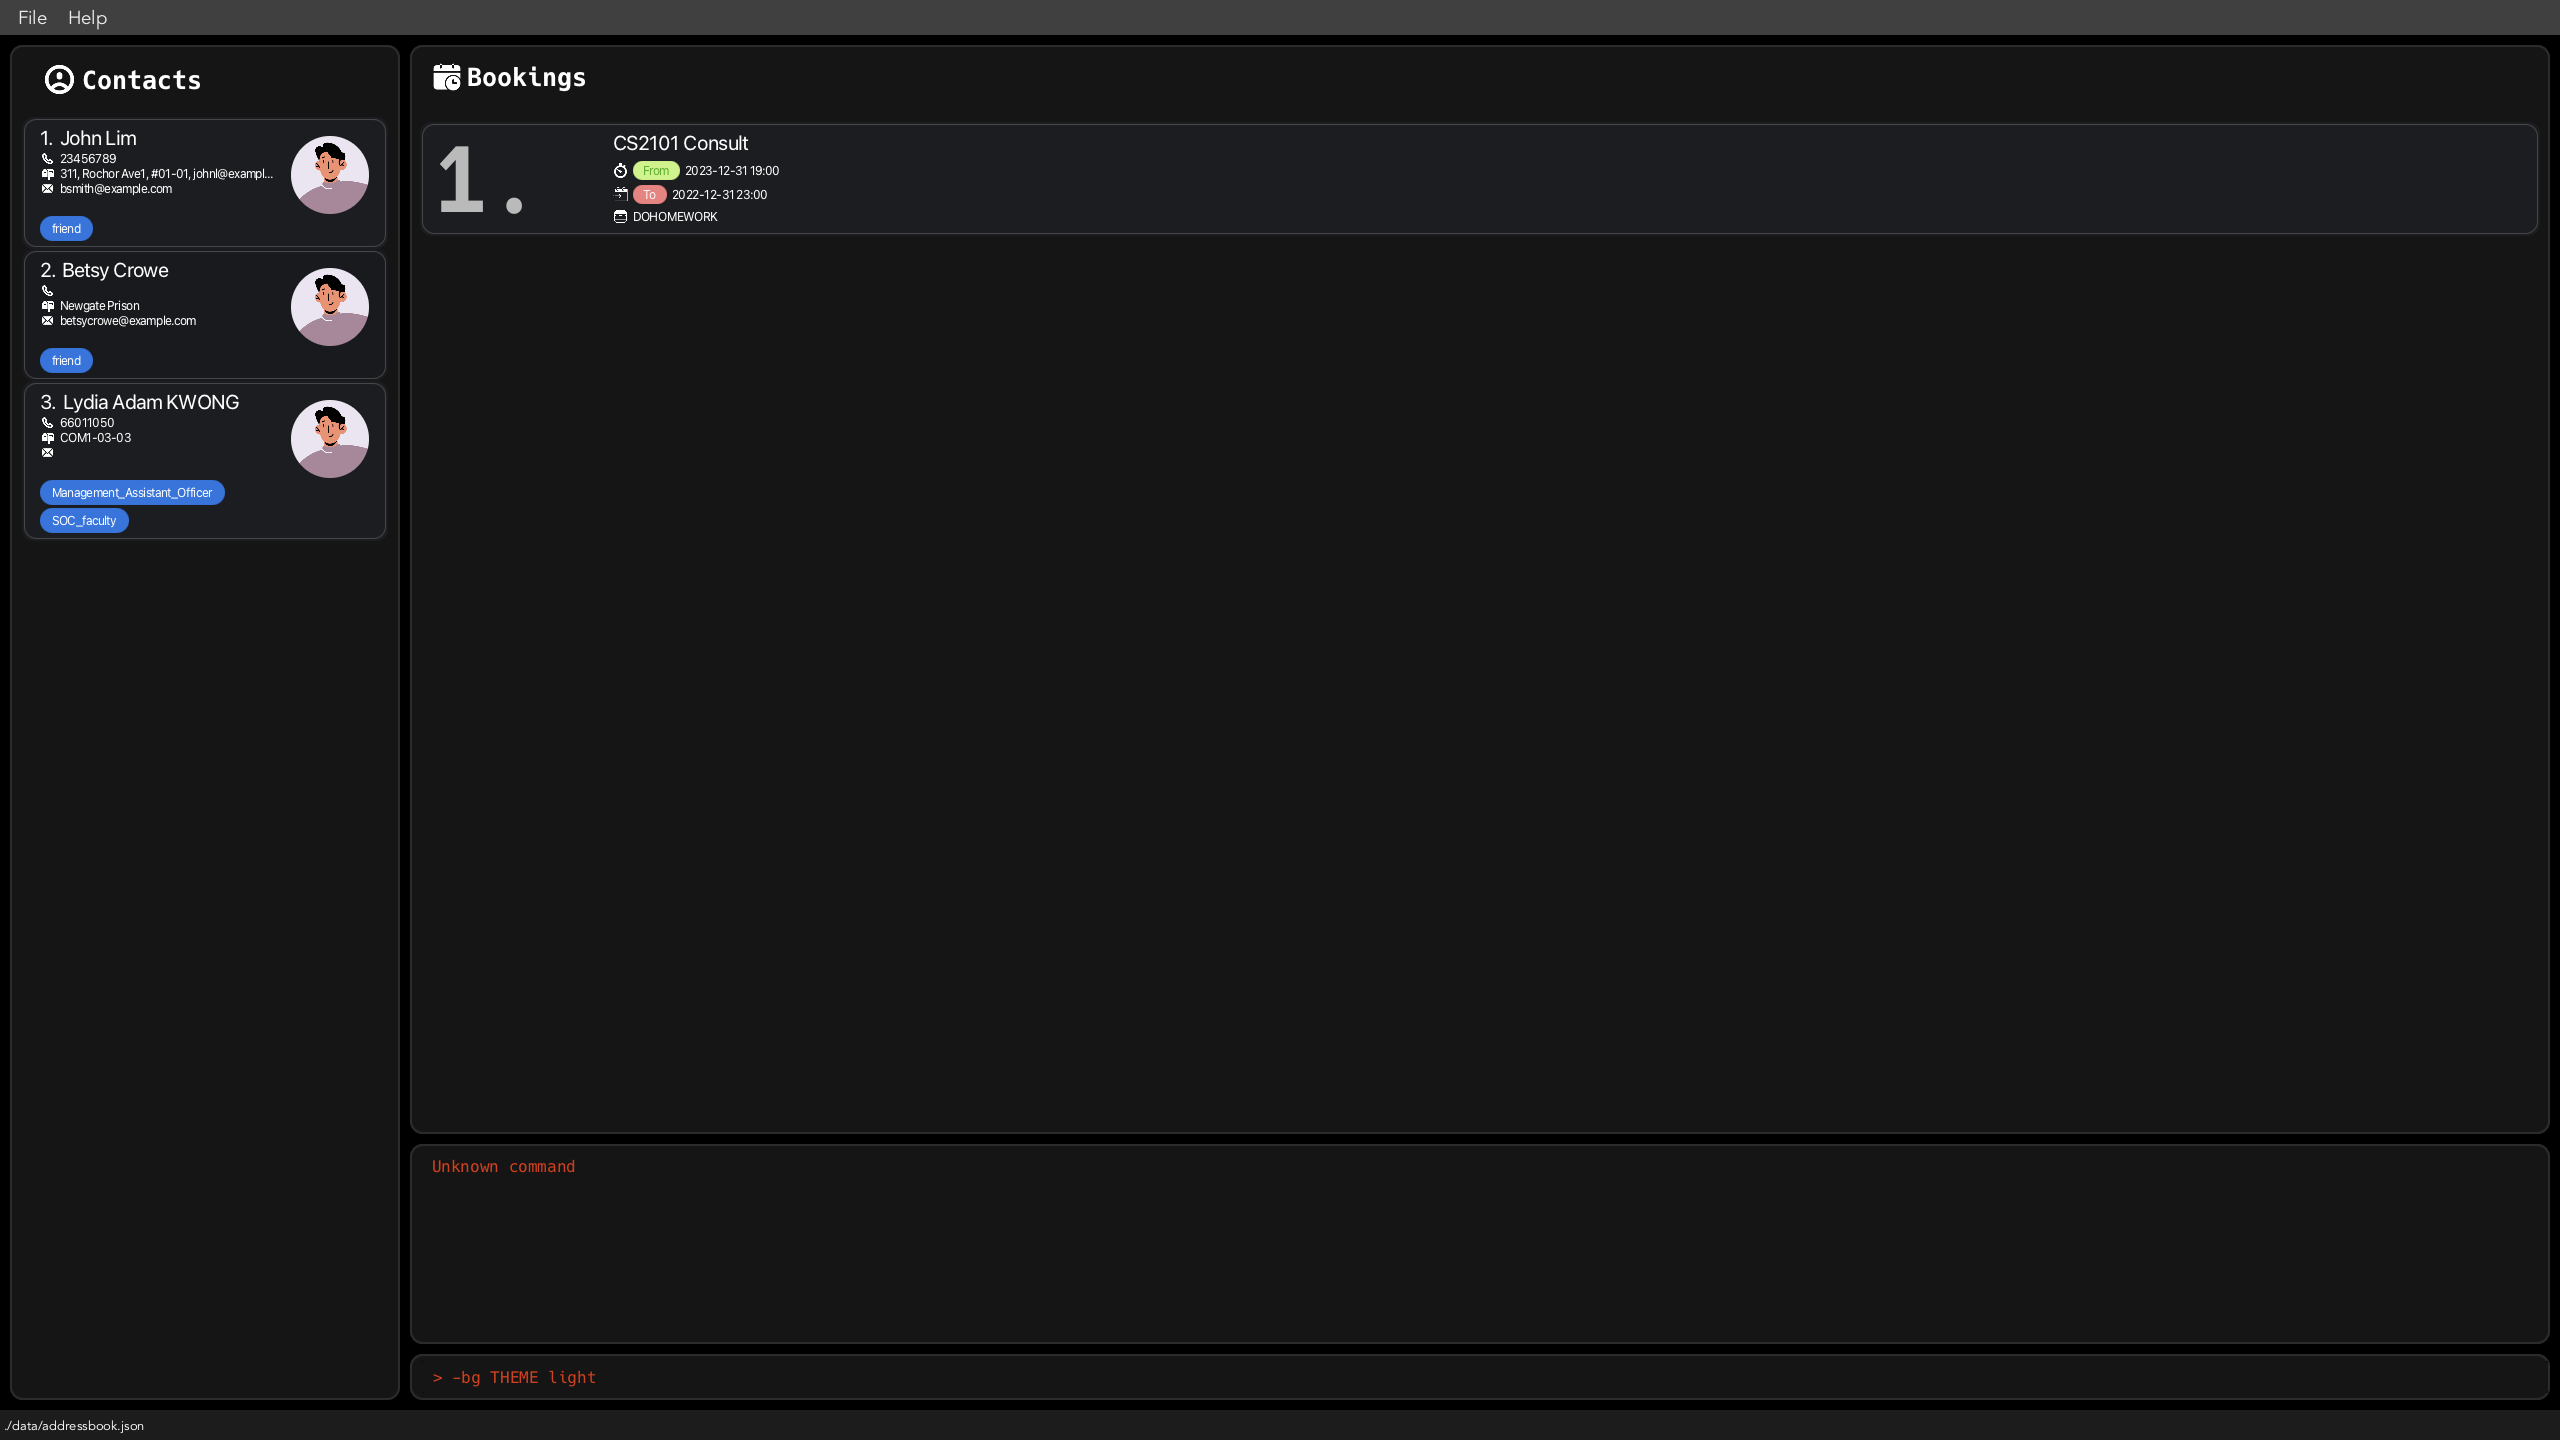 File Help
Contacts
1. John Lim
23456789
311, Rochor Ave1, #01-01, johnl@exampl...
bsmith@example.com
friend
2. Betsy Crowe
Newgate Prison
betsycrowe@example.com
friend
3. Lydia Adam KWONG
66011050
COM1-03-03
Management_Assistant_Officer
SOC_faculty
Bookings
1.
CS2101 Consult
From 2023-12-31 19:00
To 2022-12-31 23:00
DOHOMEWORK
Unknown command
> -bg THEME light
./data/addressbook.json